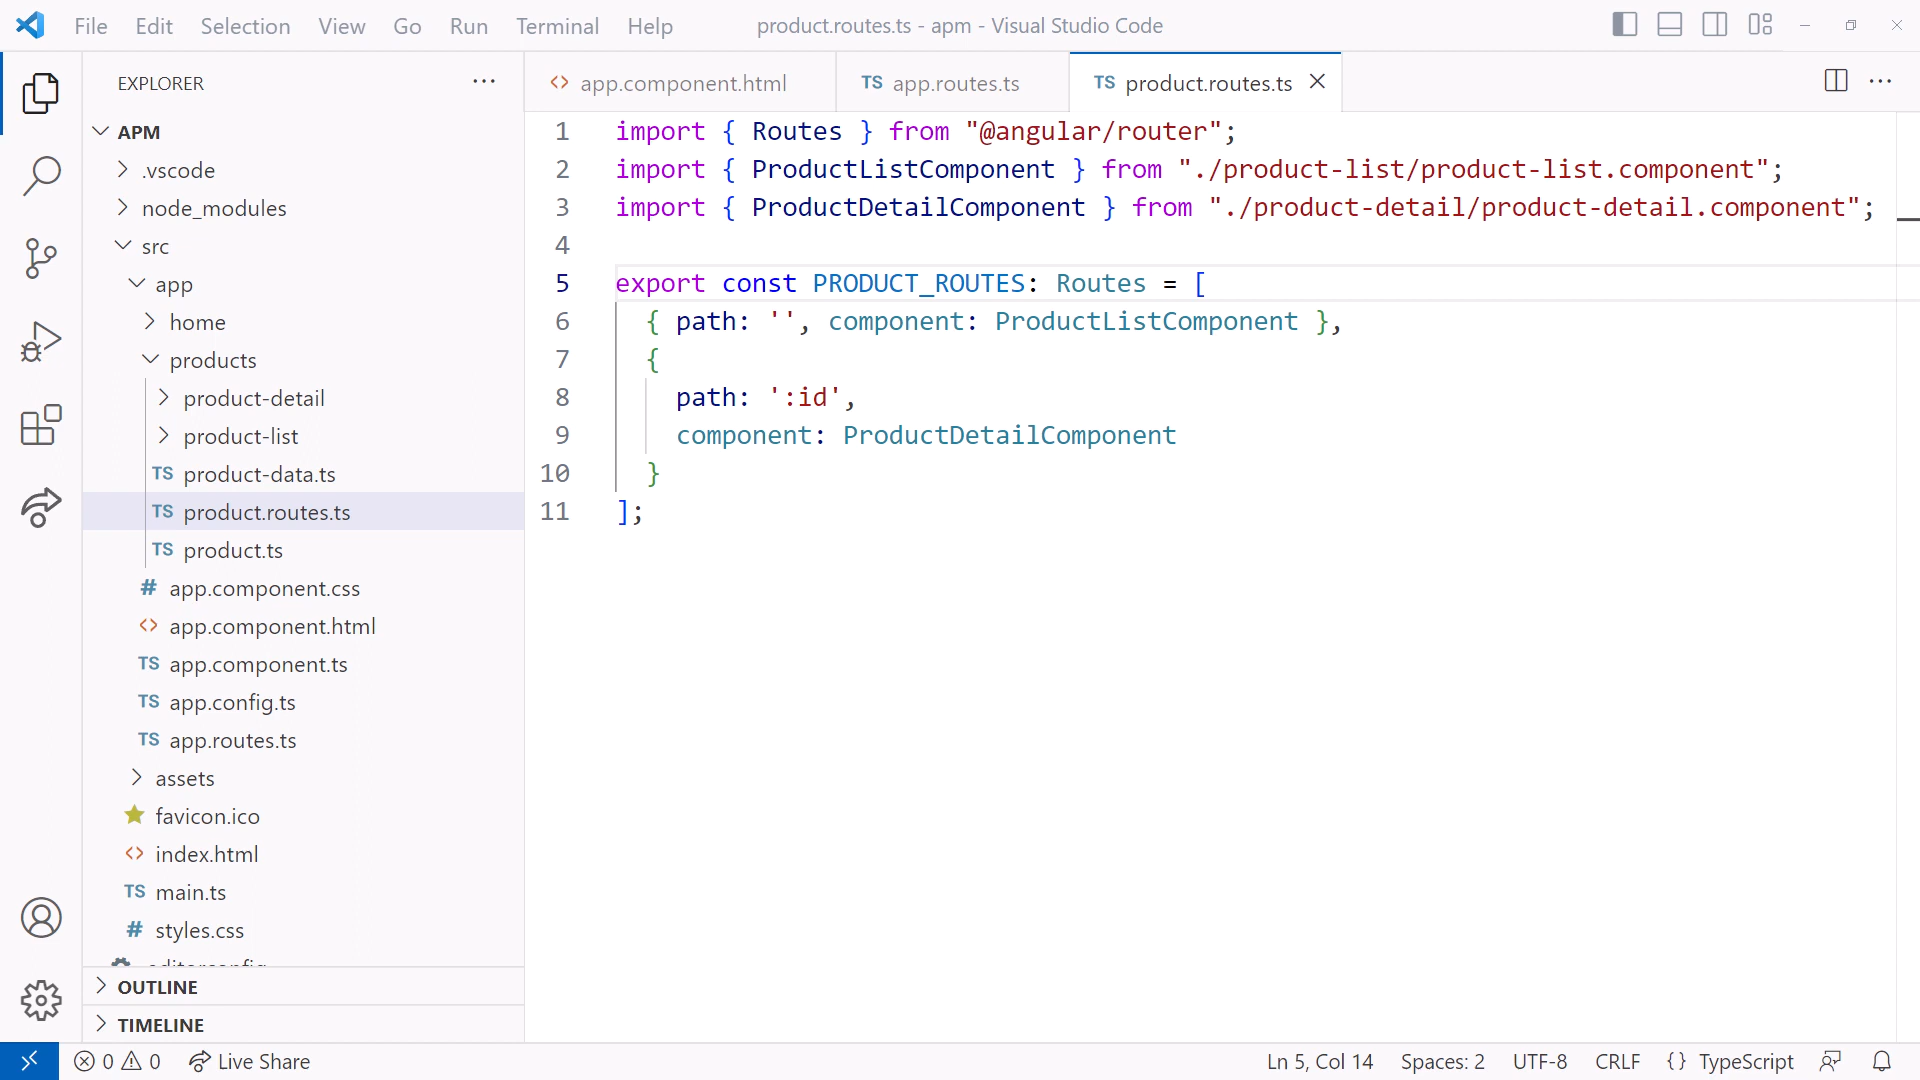 File Edit Selection View Go Run Terminal Help product.routes.ts - apm - Visual Studio Code
EXPLORER
APM
.vscode
node_modules
src
app
home
products
product-detail
product-list
TS product-data.ts
TS product.routes.ts
TS product.ts
# app.component.css
<> app.component.html
TS app.component.ts
TS app.config.ts
TS app.routes.ts
assets
favicon.ico
<> index.html
TS main.ts
# styles.css
OUTLINE
TIMELINE
<> app.component.html TS app.routes.ts TS product.routes.ts
1 import { Routes } from "@angular/router";
2 import { ProductListComponent } from "./product-list/product-list.component";
3 import { ProductDetailComponent } from "./product-detail/product-detail.component";
4
5 export const PRODUCT_ROUTES: Routes = [
6 { path: '', component: ProductListComponent },
7 {
8 path: ':id',
9 component: ProductDetailComponent
10 }
11 ];
0 0 Live Share Ln 5, Col 14 Spaces: 2 UTF-8 CRLF {} TypeScript